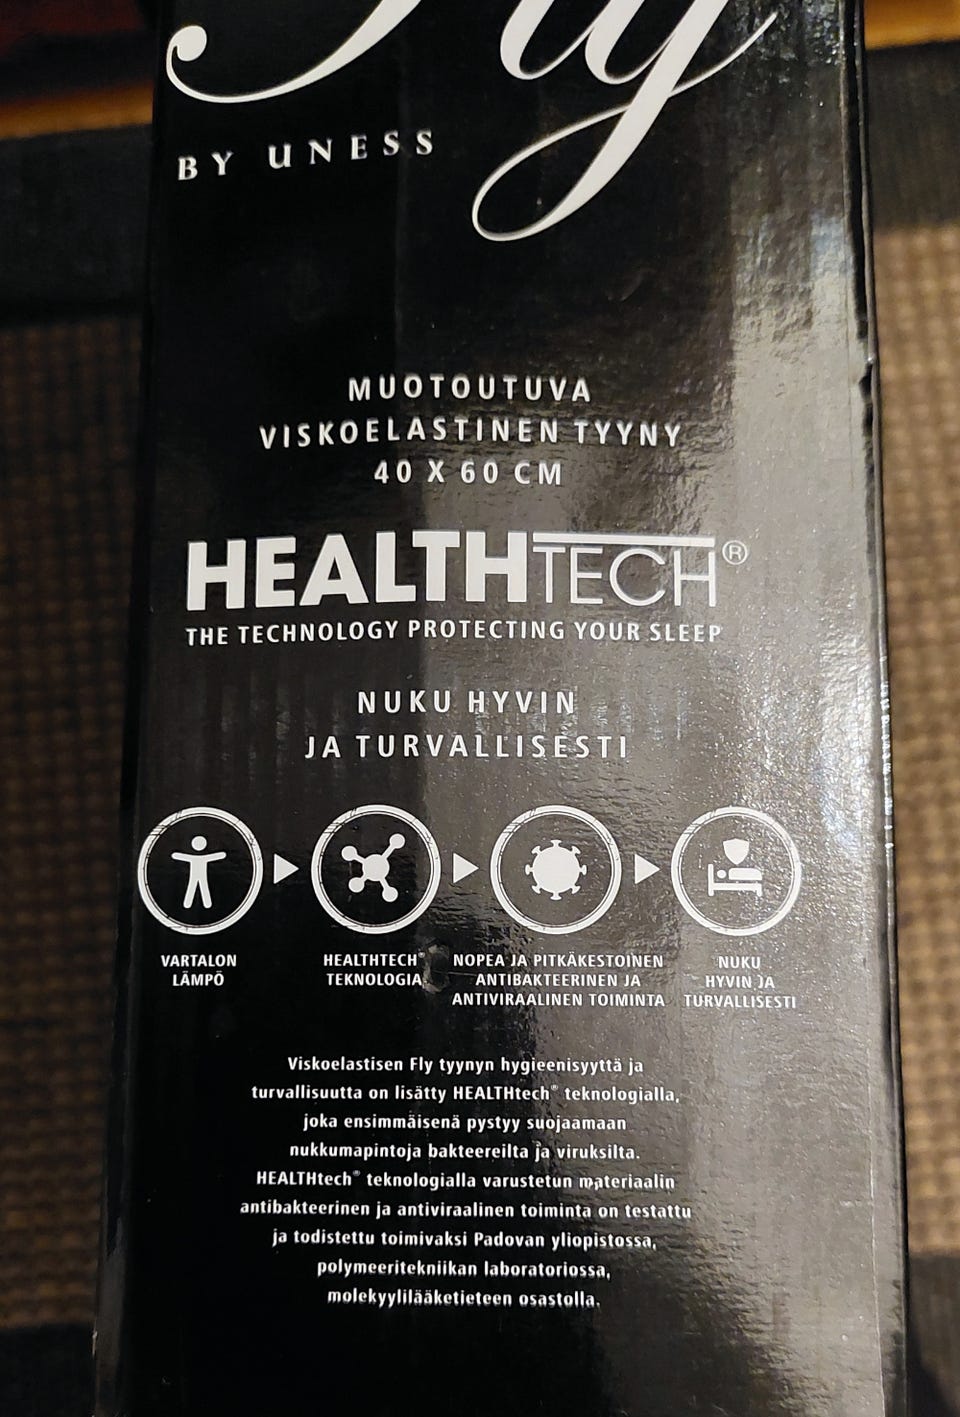 Fly
BY UNESS
MUOTOUTUVA
VISKOELASTINEN TYYNY
40 X 60 CM
HEALTHTECH®
THE TECHNOLOGY PROTECTING YOUR SLEEP
NUKU HYVIN
JA TURVALLISESTI
VARTALON
LÄMPÖ
HEALTHTECH®
TEKNOLOGIA
NOPEA JA PITKÄKESTOINEN
ANTIBAKTEERINEN JA
ANTIVIRAALINEN TOIMINTA
NUKU
HYVIN JA
TURVALLISESTI
Viskoelastisen Fly tyynyn hygieenisyyttä ja
turvallisuutta on lisätty HEALTHtech® teknologialla,
joka ensimmäisenä pystyy suojaamaan
nukkumapintoja bakteereilta ja viruksilta.
HEALTHtech® teknologialla varustetun materiaalin
antibakteerinen ja antiviraalinen toiminta on testattu
ja todistettu toimivaksi Padovan yliopistossa,
polymeeritekniikan laboratoriossa,
molekyylilääketieteen osastolla.